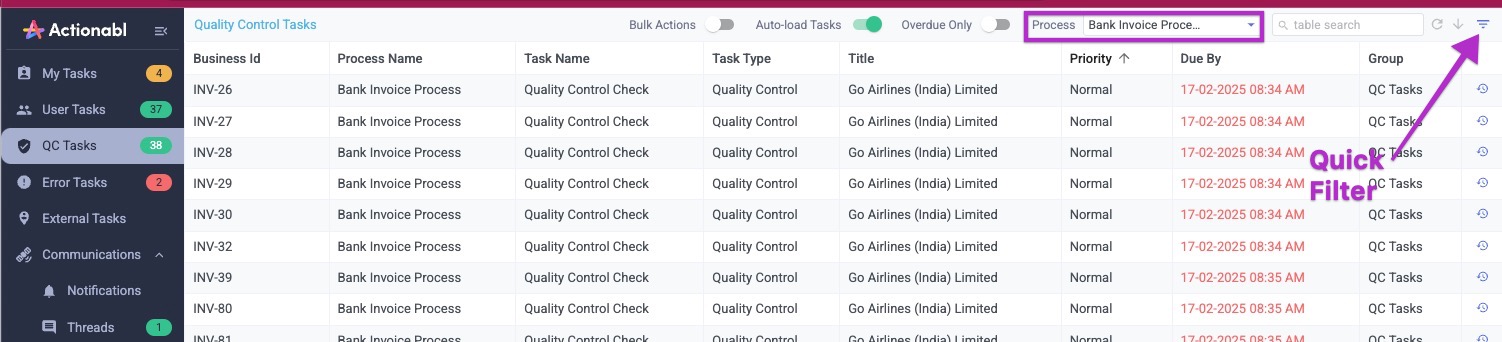 Actionabl
My Tasks 4
User Tasks 37
QC Tasks 38
Error Tasks 2
External Tasks
Communications
Notifications
Threads 1
Quality Control Tasks Bulk Actions Auto-load Tasks Overdue Only Process Bank Invoice Proce... table search
Business Id Process Name Task Name Task Type Title Priority Due By Group
INV-26 Bank Invoice Process Quality Control Check Quality Control Go Airlines (India) Limited Normal 17-02-2025 08:34 AM QC Tasks
INV-27 Bank Invoice Process Quality Control Check Quality Control Go Airlines (India) Limited Normal 17-02-2025 08:34 AM QC Tasks
INV-28 Bank Invoice Process Quality Control Check Quality Control Go Airlines (India) Limited Normal 17-02-2025 08:34 AM QC Tasks
INV-29 Bank Invoice Process Quality Control Check Quality Control Go Airlines (India) Limited Normal 17-02-2025 08:34 AM QC Tasks
INV-30 Bank Invoice Process Quality Control Check Quality Control Go Airlines (India) Limited Normal 17-02-2025 08:34 AM QC Tasks
INV-32 Bank Invoice Process Quality Control Check Quality Control Go Airlines (India) Limited Normal 17-02-2025 08:34 AM QC Tasks
INV-39 Bank Invoice Process Quality Control Check Quality Control Go Airlines (India) Limited Normal 17-02-2025 08:35 AM QC Tasks
INV-80 Bank Invoice Process Quality Control Check Quality Control Go Airlines (India) Limited Normal 17-02-2025 08:35 AM QC Tasks
INV-81 Bank Invoice Process Quality Control Check Quality Control Go Airlines (India) Limited Normal 17-02-2025 08:35 AM QC Tasks
Quick
Filter